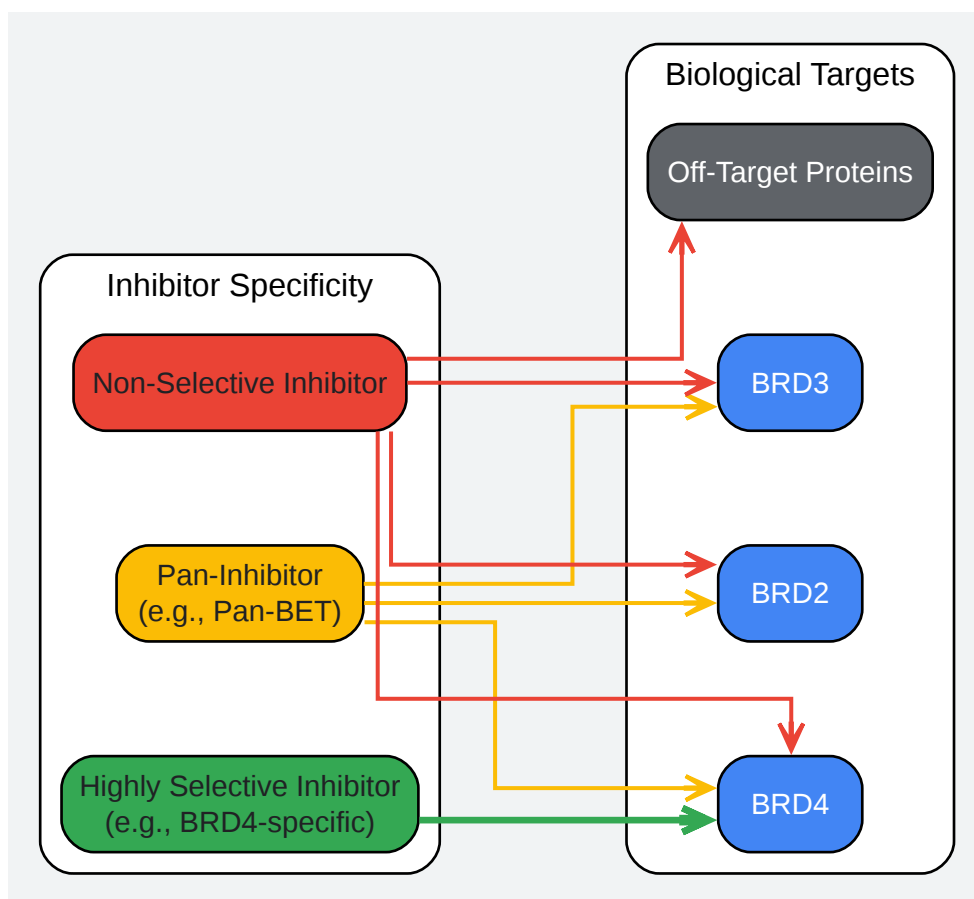 Biological Targets
Off-Target Proteins
Inhibitor Specificity
Non-Selective Inhibitor
BRD3
Pan-Inhibitor
(e.g., Pan-BET)
BRD2
Highly Selective Inhibitor
(e.g., BRD4-specific)
BRD4